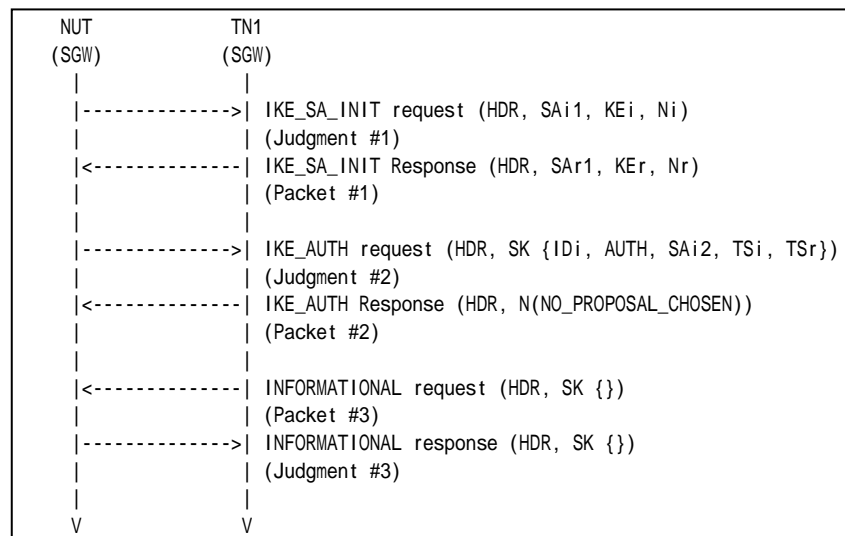 NUT TN1
(SGW) (SGW)
| |
|-------------->| IKE_SA_INIT request (HDR, SAi1, KEi, Ni)
| | (Judgment #1)
|<--------------| IKE_SA_INIT Response (HDR, SAr1, KEr, Nr)
| | (Packet #1)
| |
|-------------->| IKE_AUTH request (HDR, SK {IDi, AUTH, SAi2, TSi, TSr})
| | (Judgment #2)
|<--------------| IKE_AUTH Response (HDR, N(NO_PROPOSAL_CHOSEN))
| | (Packet #2)
| |
|<--------------| INFORMATIONAL request (HDR, SK {})
| | (Packet #3)
|-------------->| INFORMATIONAL response (HDR, SK {})
| | (Judgment #3)
| |
V V